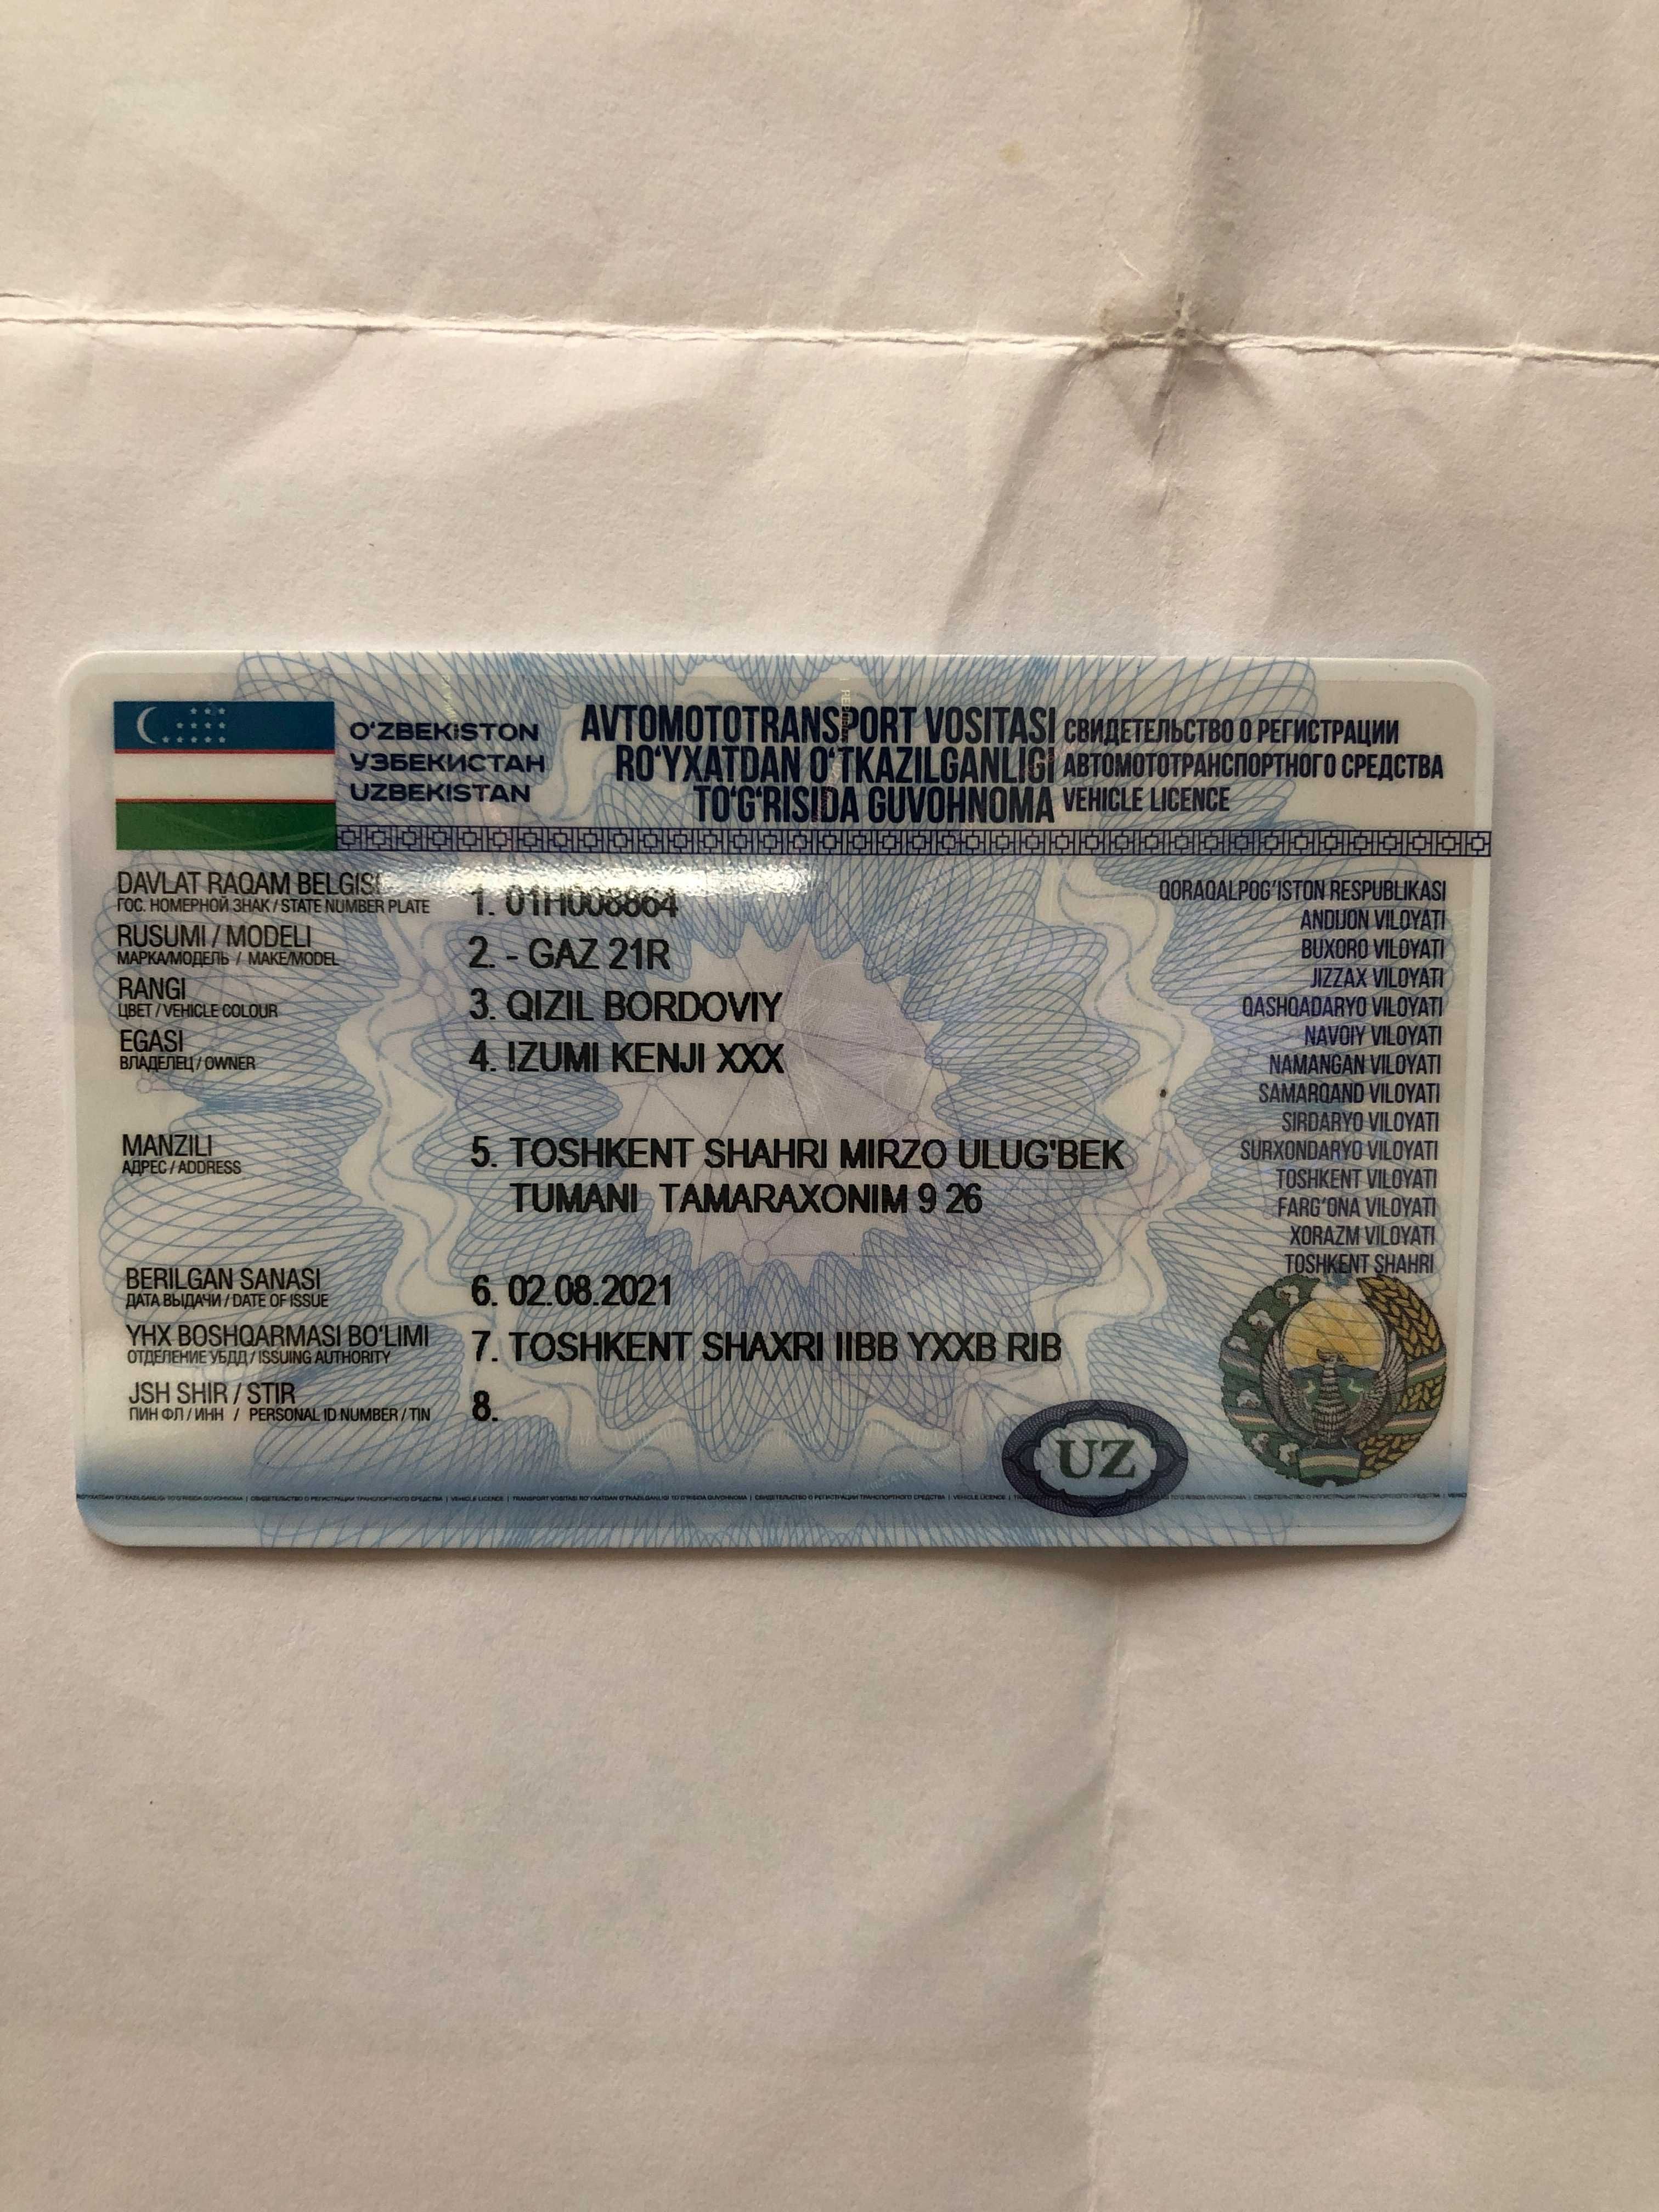 O‘ZBEKISTON
УЗБЕКИСТАН
UZBEKISTAN
AVTOMOTOTRANSPORT VOSITASI
RO‘YXATDAN O‘TKAZILGANLIGI
TO‘G‘RISIDA GUVOHNOMA
СВИДЕТЕЛЬСТВО О РЕГИСТРАЦИИ
АВТОМОТОТРАНСПОРТНОГО СРЕДСТВА
VEHICLE LICENCE
DAVLAT RAQAM BELGISI
ГОС. НОМЕРНОЙ ЗНАК / STATE NUMBER PLATE
1. 01H008864
RUSUMI / MODELI
МАРКА/МОДЕЛЬ / MAKE/MODEL
2. - GAZ 21R
RANGI
ЦВЕТ / VEHICLE COLOUR
3. QIZIL BORDOVIY
EGASI
ВЛАДЕЛЕЦ / OWNER
4. IZUMI KENJI XXX
MANZILI
АДРЕС / ADDRESS
5. TOSHKENT SHAHRI MIRZO ULUG'BEK
TUMANI TAMARAXONIM 9 26
BERILGAN SANASI
ДАТА ВЫДАЧИ / DATE OF ISSUE
6. 02.08.2021
YHX BOSHQARMASI BO‘LIMI
ОТДЕЛЕНИЕ УБДД / ISSUING AUTHORITY
7. TOSHKENT SHAXRI IIBB YXXB RIB
JSH SHIR / STIR
ПИН ФЛ / ИНН / PERSONAL ID NUMBER / TIN
8.
QORAQALPOG‘ISTON RESPUBLIKASI
ANDIJON VILOYATI
BUXORO VILOYATI
JIZZAX VILOYATI
QASHQADARYO VILOYATI
NAVOIY VILOYATI
NAMANGAN VILOYATI
SAMARQAND VILOYATI
SIRDARYO VILOYATI
SURXONDARYO VILOYATI
TOSHKENT VILOYATI
FARG‘ONA VILOYATI
XORAZM VILOYATI
TOSHKENT SHAHRI
UZ